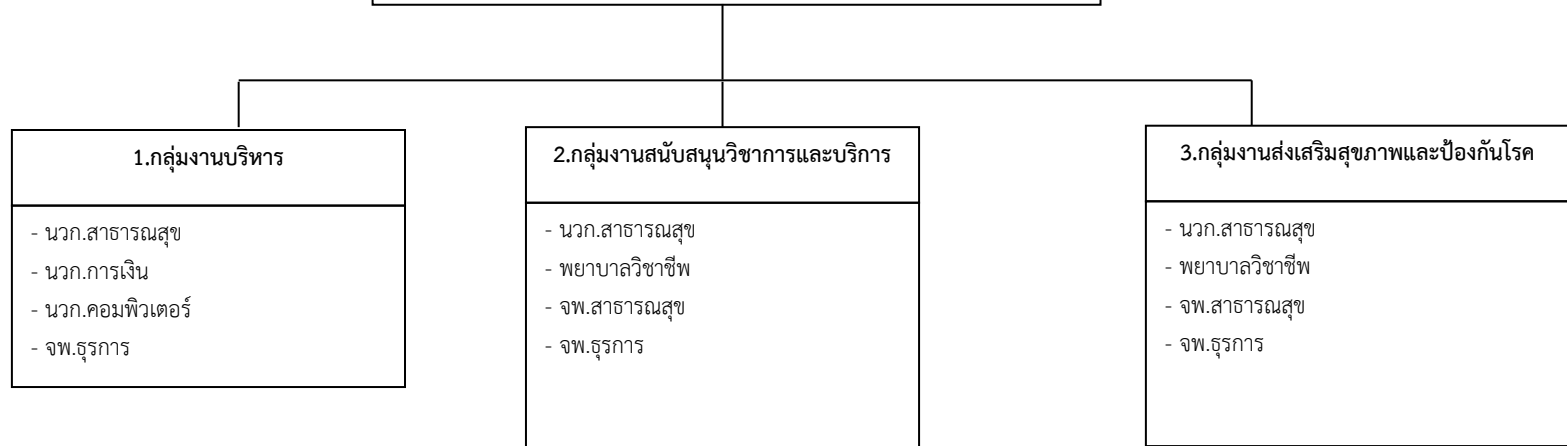 1.กลุ่มงานบริหาร
- นวก.สาธารณสุข
- นวก.การเงิน
- นวก.คอมพิวเตอร์
- จพ.ธุรการ
2.กลุ่มงานสนับสนุนวิชาการและบริการ
- นวก.สาธารณสุข
- พยาบาลวิชาชีพ
- จพ.สาธารณสุข
- จพ.ธุรการ
3.กลุ่มงานส่งเสริมสุขภาพและป้องกันโรค
- นวก.สาธารณสุข
- พยาบาลวิชาชีพ
- จพ.สาธารณสุข
- จพ.ธุรการ